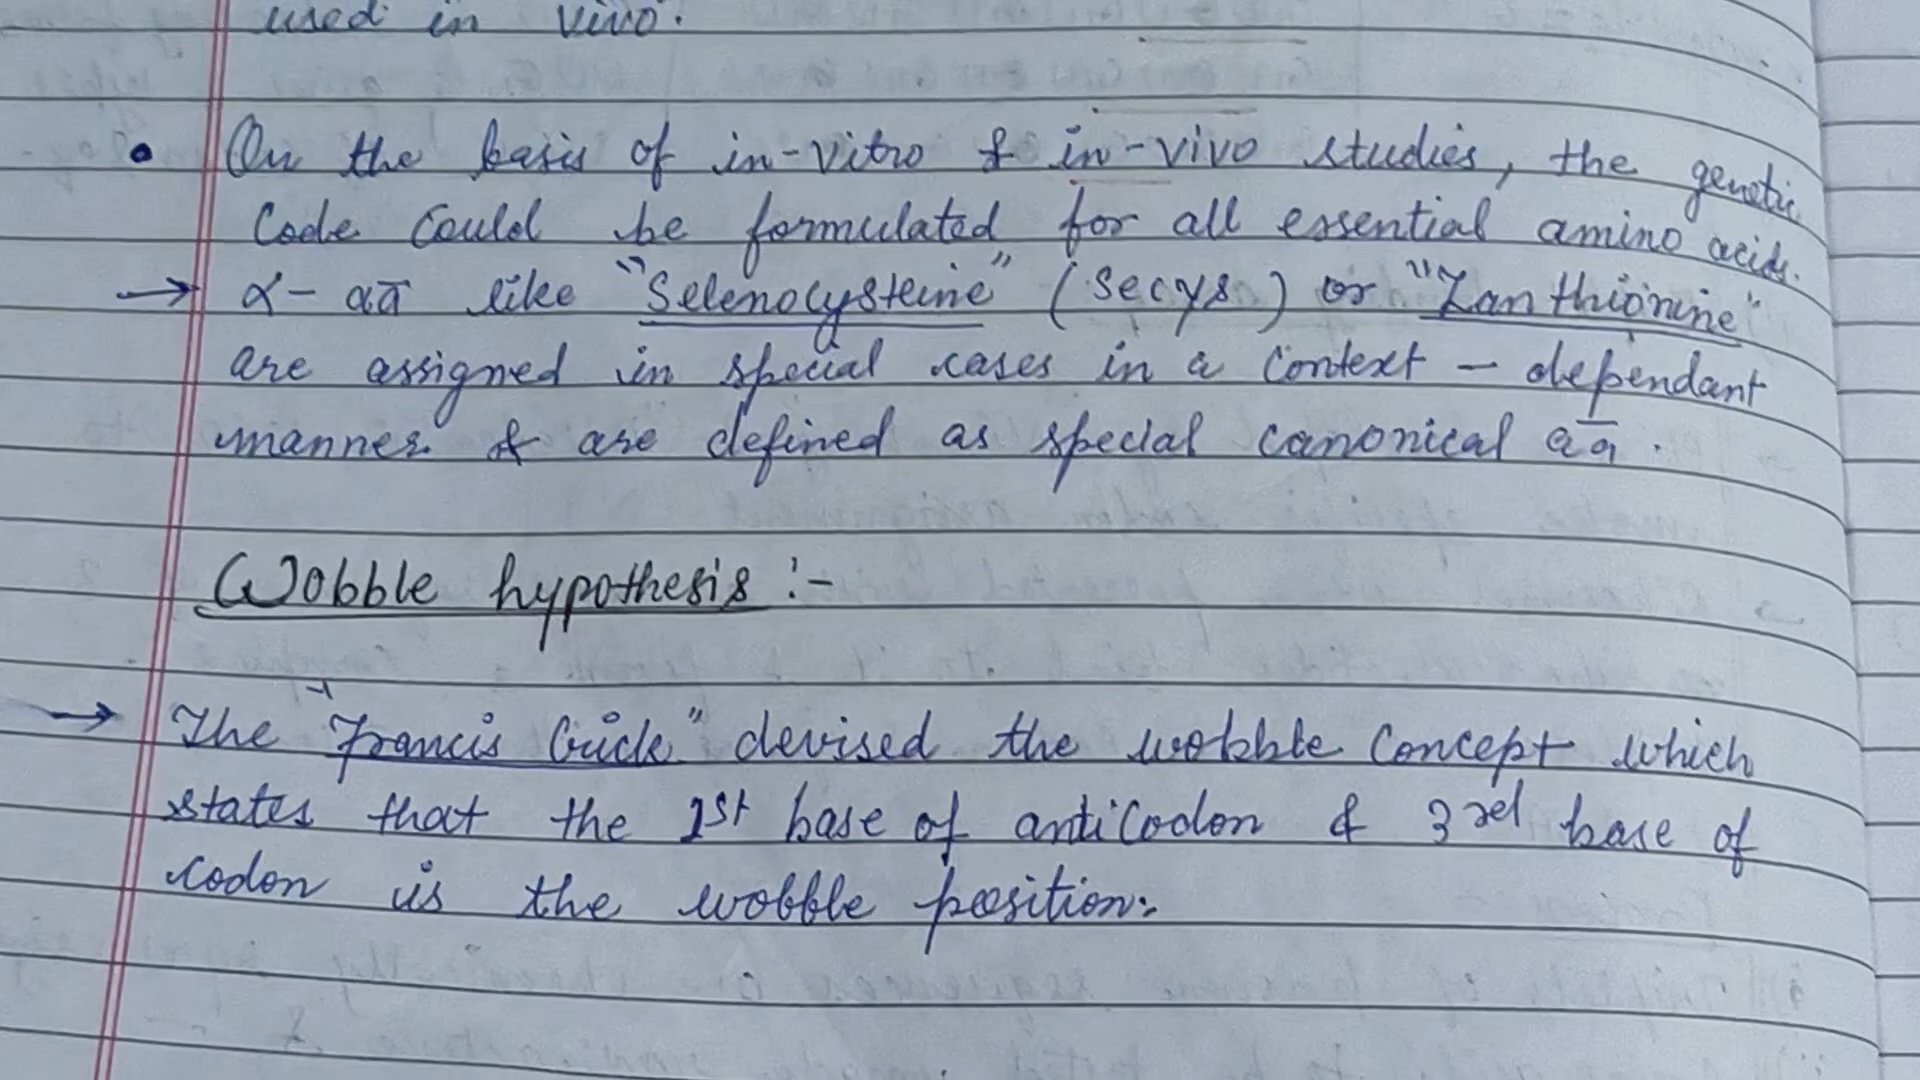 used in vivo.
• On the basis of in-vitro & in-vivo studies, the genetic
Code Could be formulated for all essential amino acids.
→ α- aa like "Selenocysteine" (Secys) or "Lanthionine"
are assigned in special cases in a Context - dependant
manner & are defined as special canonical aa.
Wobble hypothesis :-
→ The "Francis Crick" devised the wobble Concept which
states that the 1st base of anticodon & 3rd base of
codon is the wobble position.